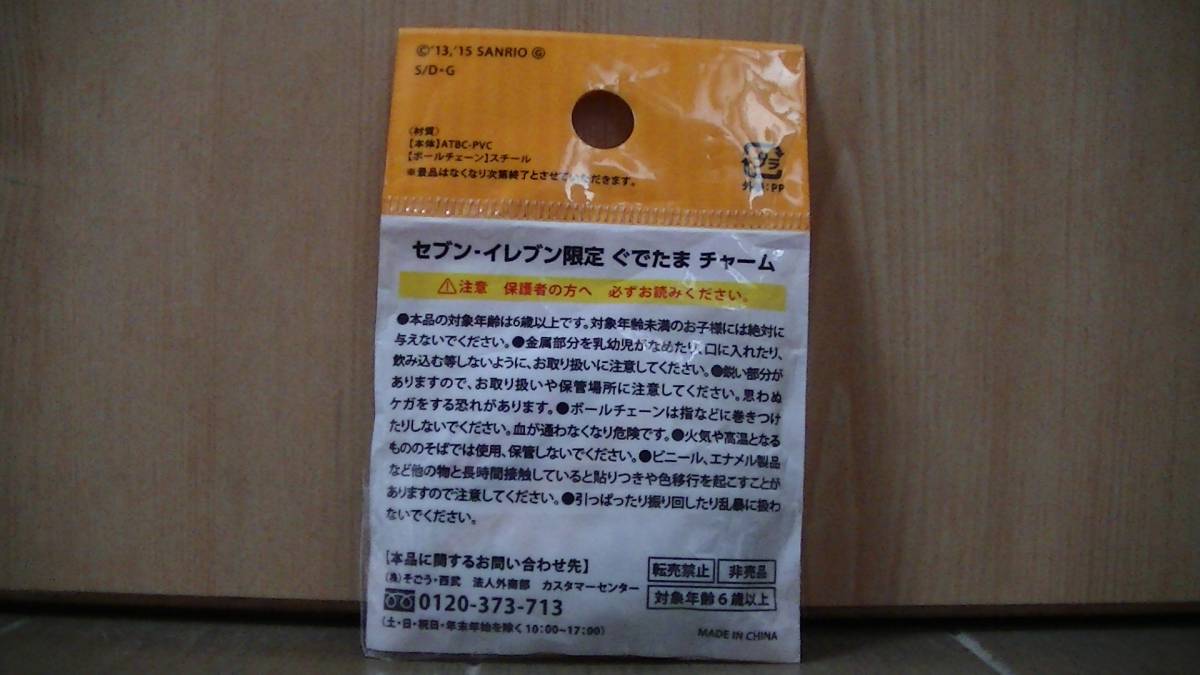 ©'13,'15 SANRIO Ⓖ
S/D・G
〈材質〉
【本体】ATBC-PVC
【ボールチェーン】スチール
※景品はなくなり次第終了とさせていただきます。
プラ
外袋:PP
セブン‐イレブン限定 ぐでたま チャーム
⚠注意 保護者の方へ 必ずお読みください。
●本品の対象年齢は6歳以上です。対象年齢未満のお子様には絶対に
与えないでください。●金属部分を乳幼児がなめたり、口に入れたり、
飲み込む等しないように、お取り扱いに注意してください。●鋭い部分が
ありますので、お取り扱いや保管場所に注意してください。思わぬ
ケガをする恐れがあります。●ボールチェーンは指などに巻きつけ
たりしないでください。血が通わなくなり危険です。●火気や高温となる
もののそばでは使用、保管しないでください。●ビニール、エナメル製品
など他の物と長時間接触していると貼りつきや色移行を起こすことが
ありますので注意してください。●引っぱったり振り回したり乱暴に扱わ
ないでください。
【本品に関するお問い合わせ先】
(株)そごう・西武 法人外商部 カスタマーセンター
0120-373-713
(土・日・祝日・年末年始を除く10:00~17:00)
転売禁止 非売品
対象年齢6歳以上
MADE IN CHINA